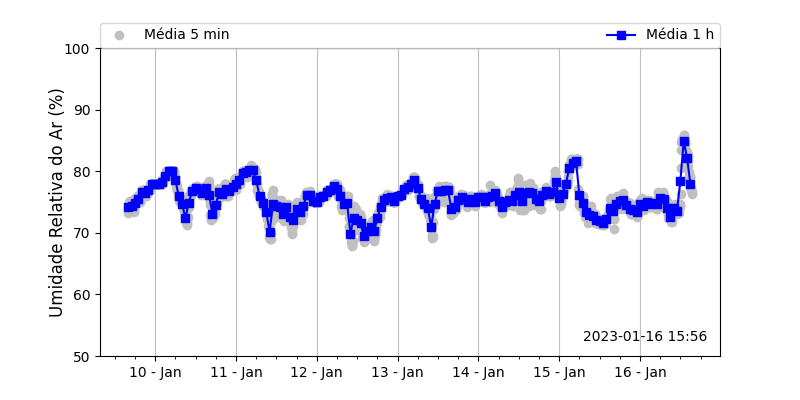 Média 5 min
Média 1 h
Umidade Relativa do Ar (%)
100
90
80
70
60
50
2023-01-16 15:56
10 - Jan
11 - Jan
12 - Jan
13 - Jan
14 - Jan
15 - Jan
16 - Jan